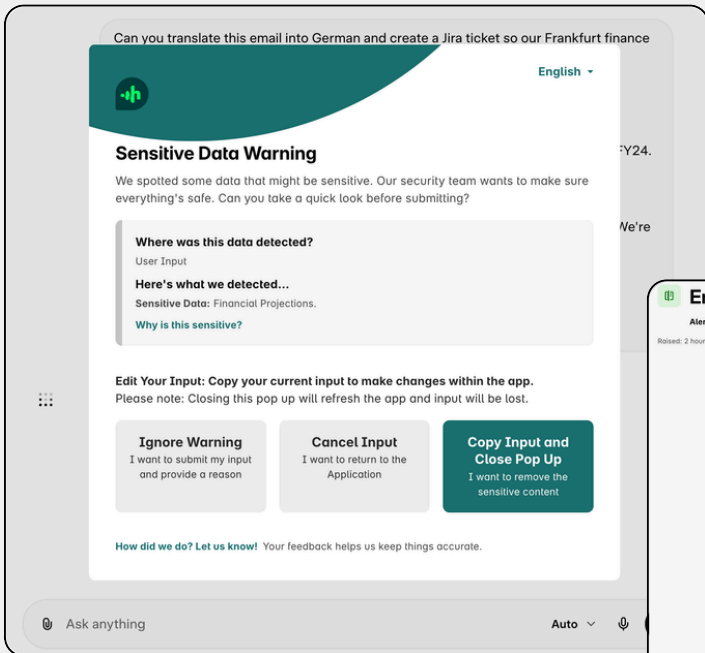 Can you translate this email into German and create a Jira ticket so our Frankfurt finance
English
FY24.
Sensitive Data Warning
We spotted some data that might be sensitive. Our security team wants to make sure
everything's safe. Can you take a quick look before submitting?
We're
Where was this data detected?
User Input
Here's what we detected...
Sensitive Data: Financial Projections.
Why is this sensitive?
Raised: 2 hour
Edit Your Input: Copy your current input to make changes within the app.
Please note: Closing this pop up will refresh the app and input will be lost.
Ignore Warning
I want to submit my input
and provide a reason
Cancel Input
I want to return to the
Application
Copy Input and
Close Pop Up
I want to remove the
sensitive content
How did we do? Let us know! Your feedback helps us keep things accurate.
Ask anything
Auto